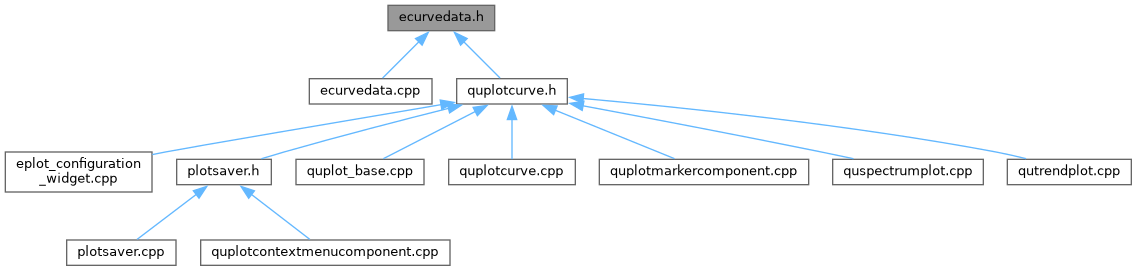 ecurvedata.h
ecurvedata.cpp
quplotcurve.h
eplot_configuration
_widget.cpp
plotsaver.h
quplot_base.cpp
quplotcurve.cpp
quplotmarkercomponent.cpp
quspectrumplot.cpp
qutrendplot.cpp
plotsaver.cpp
quplotcontextmenucomponent.cpp